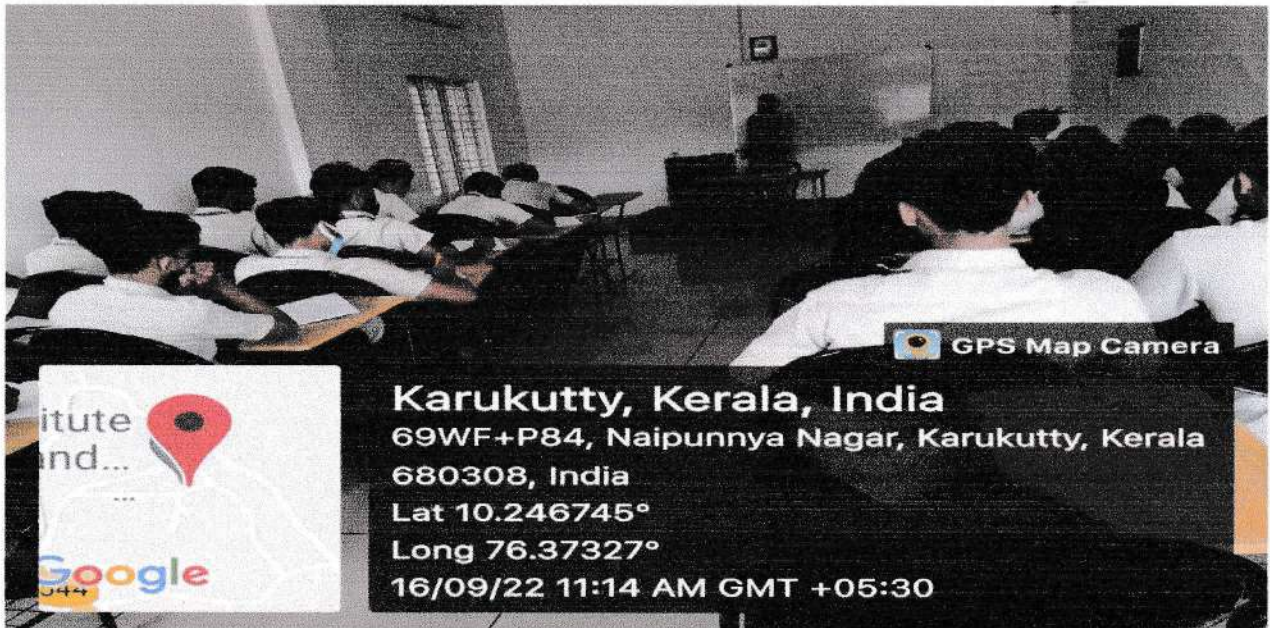 GPS Map Camera
itute
and...
...
Google
544
Karukutty, Kerala, India
69WF+P84, Naipunnya Nagar, Karukutty, Kerala
680308, India
Lat 10.246745°
Long 76.37327°
16/09/22 11:14 AM GMT +05:30